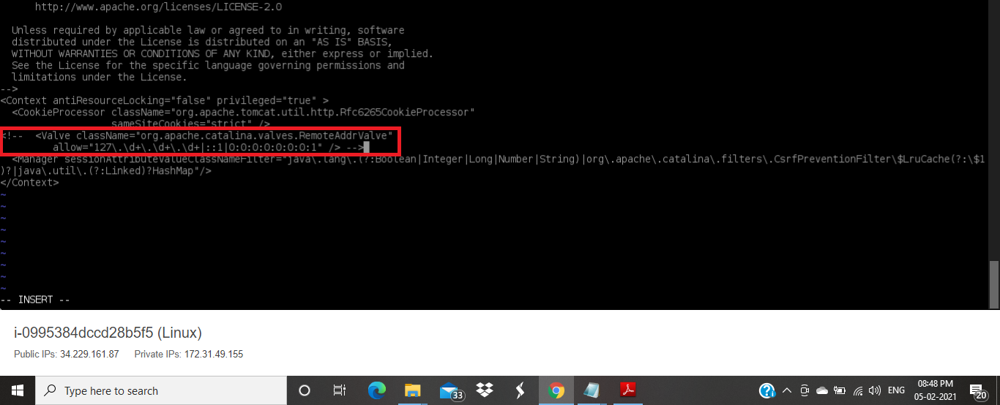 http://www.apache.org/licenses/LICENSE-2.0
Unless required by applicable law or agreed to in writing, software
distributed under the License is distributed on an "AS IS" BASIS,
WITHOUT WARRANTIES OR CONDITIONS OF ANY KIND, either express or implied.
See the License for the specific language governing permissions and
limitations under the License.
-->
<Context antiResourceLocking="false" privileged="true" >
<CookieProcessor className="org.apache.tomcat.util.http.Rfc6265CookieProcessor"
sameSiteCookies="strict" />
<!-- <Valve className="org.apache.catalina.valves.RemoteAddrValve"
allow="127\.\d+\.\d+\.\d+|::1|0:0:0:0:0:0:0:1" /> -->
<Manager sessionAttributeValueClassNameFilter="java\.lang\.(?:Boolean|Integer|Long|Number|String)|org\.apache\.catalina\.filters\.CsrfPreventionFilter\$LruCache(?:\$1
)?|java\.util\.(?:Linked)?HashMap"/>
</Context>
~
~
~
~
~
~
~
~
~
-- INSERT --
i-0995384dccd28b5f5 (Linux)
Public IPs: 34.229.161.87 Private IPs: 172.31.49.155
Type here to search
33
ENG
08:48 PM
05-02-2021
20